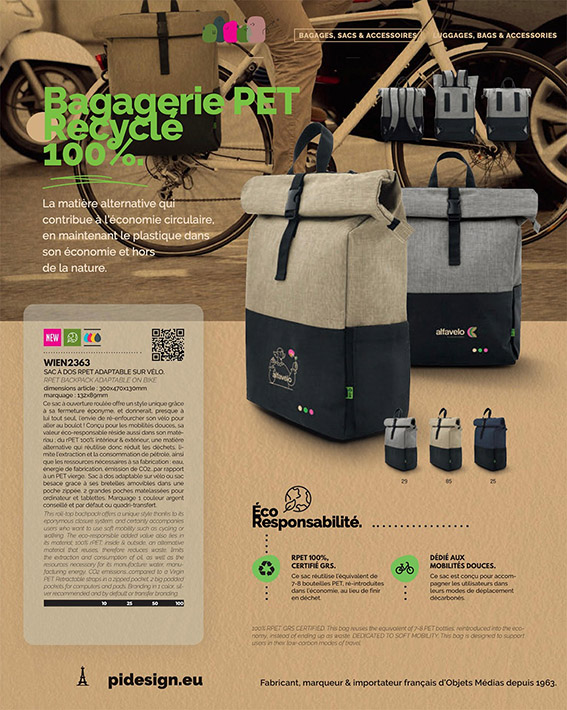 BAGAGES, SACS & ACCESSOIRES LUGGAGES, BAGS & ACCESSORIES
Bagagerie PET
Recyclé
100%.
La matière alternative qui
contribue à l'économie circulaire,
en maintenant le plastique dans
son économie et hors
de la nature.
alfavelo
alfavelo
NEW
WIEN2363
SAC À DOS RPET ADAPTABLE SUR VÉLO.
RPET BACKPACK ADAPTABLE ON BIKE
dimensions article : 300x470x130mm
marquage : 132x89mm
Ce sac à ouverture roulée offre un style unique grâce
à sa fermeture éponyme, et donnerait, presque à
lui tout seul, l'envie de ré-enfourcher son vélo pour
aller au boulot ! Conçu pour les mobilités douces, sa
valeur éco-responsable réside aussi dans son maté-
riau ; du rPET 100% intérieur & extérieur, une matière
alternative qui réutilise donc réduit les déchets, li-
mite l'extraction et la consommation de pétrole, ainsi
que les ressources nécessaires à sa fabrication : eau,
énergie de fabrication, émission de CO2, par rapport
à un PET vierge. Sac à dos adaptable sur vélo ou sac
besace grâce à ses bretelles amovibles dans une
poche zippée, 2 grandes poches matelassées pour
ordinateur et tablettes. Marquage 1 couleur argent
conseillé et par défaut ou quadri-transfert.
This roll-top backpack offers a unique style thanks to its
eponymous closure system, and certainly accompanies
users who want to use soft mobility such as cycling or
walking. The eco-responsible added value also lies in
its material; 100% rPET inside & outside, an alternative
material that reuses, therefore reduces waste, limits
the extraction and consumption of oil, as well as the
resources necessary for its manufacture: water, manu-
facturing energy, CO2 emissions, compared to a Virgin
PET. Retractable straps in a zipped pocket, 2 big padded
pockets for computers and pads. Branding in 1 color, sil-
ver recommended and by default or transfer branding.
10 25 50 100
29 85 25
Éco
Responsabilité.
RPET 100%,
CERTIFIÉ GRS.
Ce sac réutilise l'équivalent de
7-8 bouteilles PET, ré-introduites
dans l'économie, au lieu de finir
en déchet.
DÉDIÉ AUX
MOBILITÉS DOUCES.
Ce sac est conçu pour accom-
pagner les utilisateurs dans
leurs modes de déplacement
décarbonés.
100% RPET GRS CERTIFIED. This bag reuses the equivalent of 7-8 PET bottles, reintroduced into the eco-
nomy, instead of ending up as waste. DEDICATED TO SOFT MOBILITY: This bag is designed to support
users in their low-carbon modes of travel.
pidesign.eu
Fabricant, marqueur & importateur français d'Objets Médias depuis 1963.